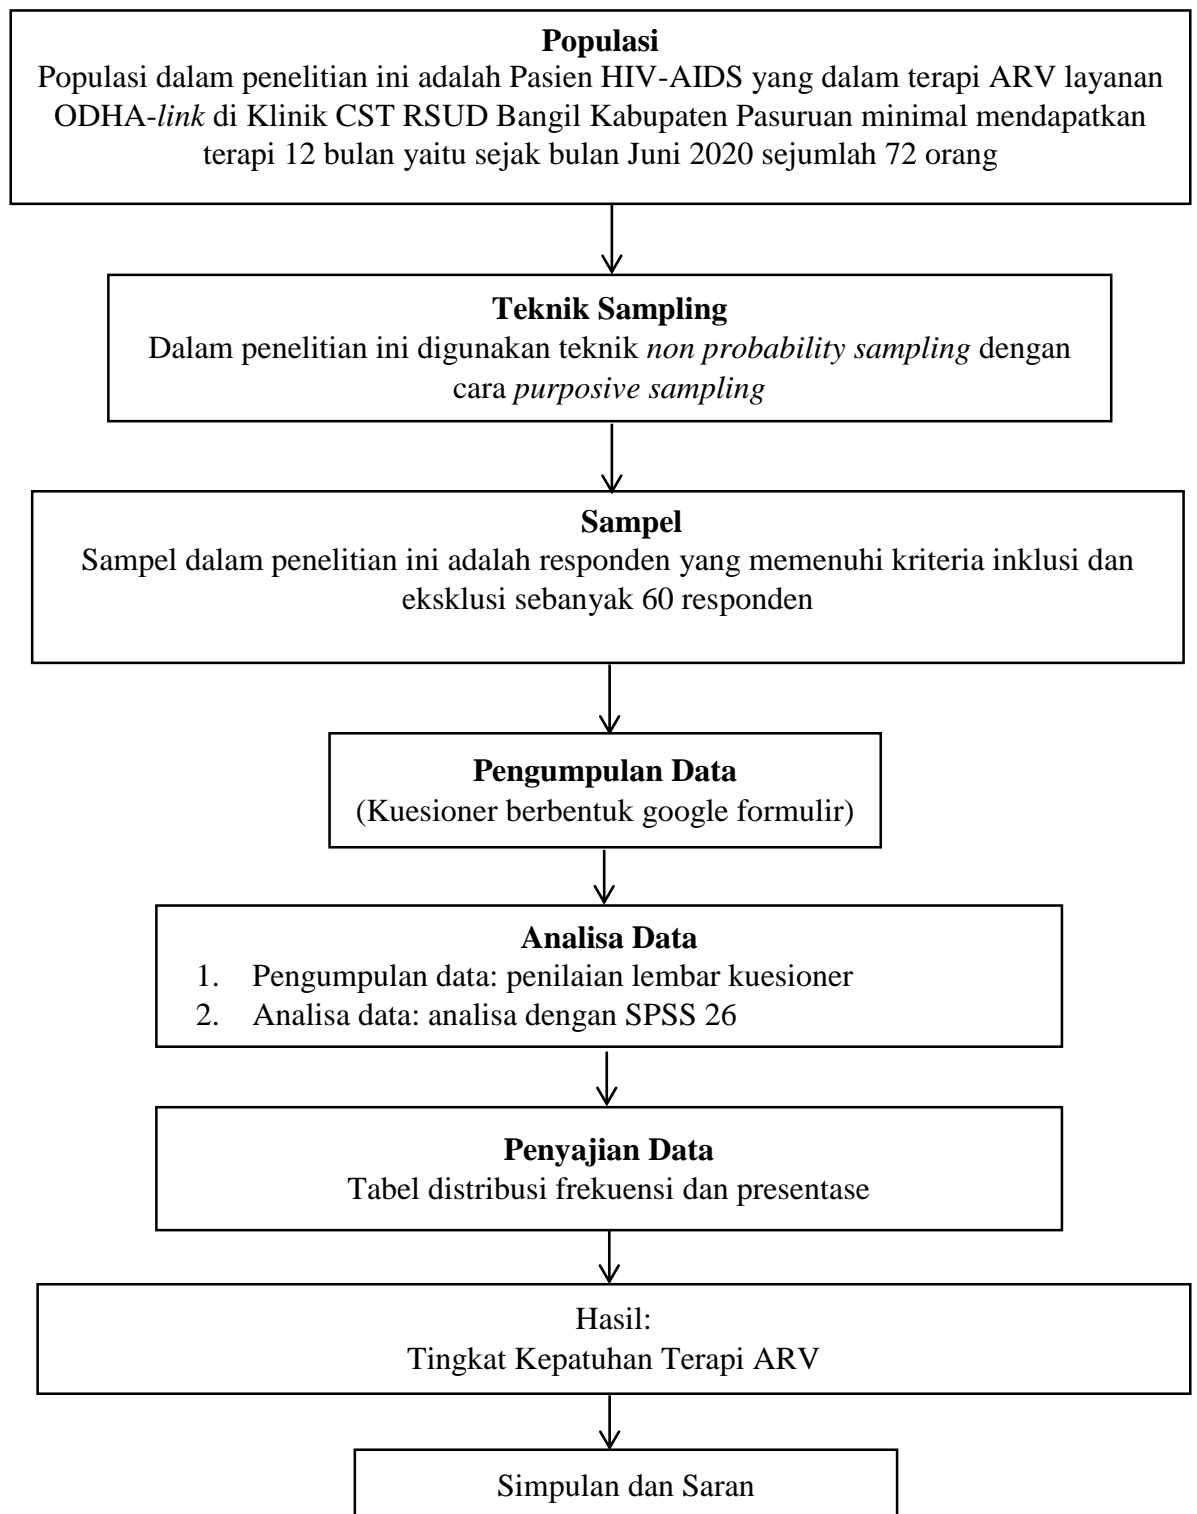 Populasi
Populasi dalam penelitian ini adalah Pasien HIV-AIDS yang dalam terapi ARV layanan
ODHA-link di Klinik CST RSUD Bangil Kabupaten Pasuruan minimal mendapatkan
terapi 12 bulan yaitu sejak bulan Juni 2020 sejumlah 72 orang
Teknik Sampling
Dalam penelitian ini digunakan teknik non probability sampling dengan
cara purposive sampling
Sampel
Sampel dalam penelitian ini adalah responden yang memenuhi kriteria inklusi dan
eksklusi sebanyak 60 responden
Pengumpulan Data
(Kuesioner berbentuk google formulir)
Analisa Data
1. Pengumpulan data: penilaian lembar kuesioner
2. Analisa data: analisa dengan SPSS 26
Penyajian Data
Tabel distribusi frekuensi dan presentase
Hasil:
Tingkat Kepatuhan Terapi ARV
Simpulan dan Saran